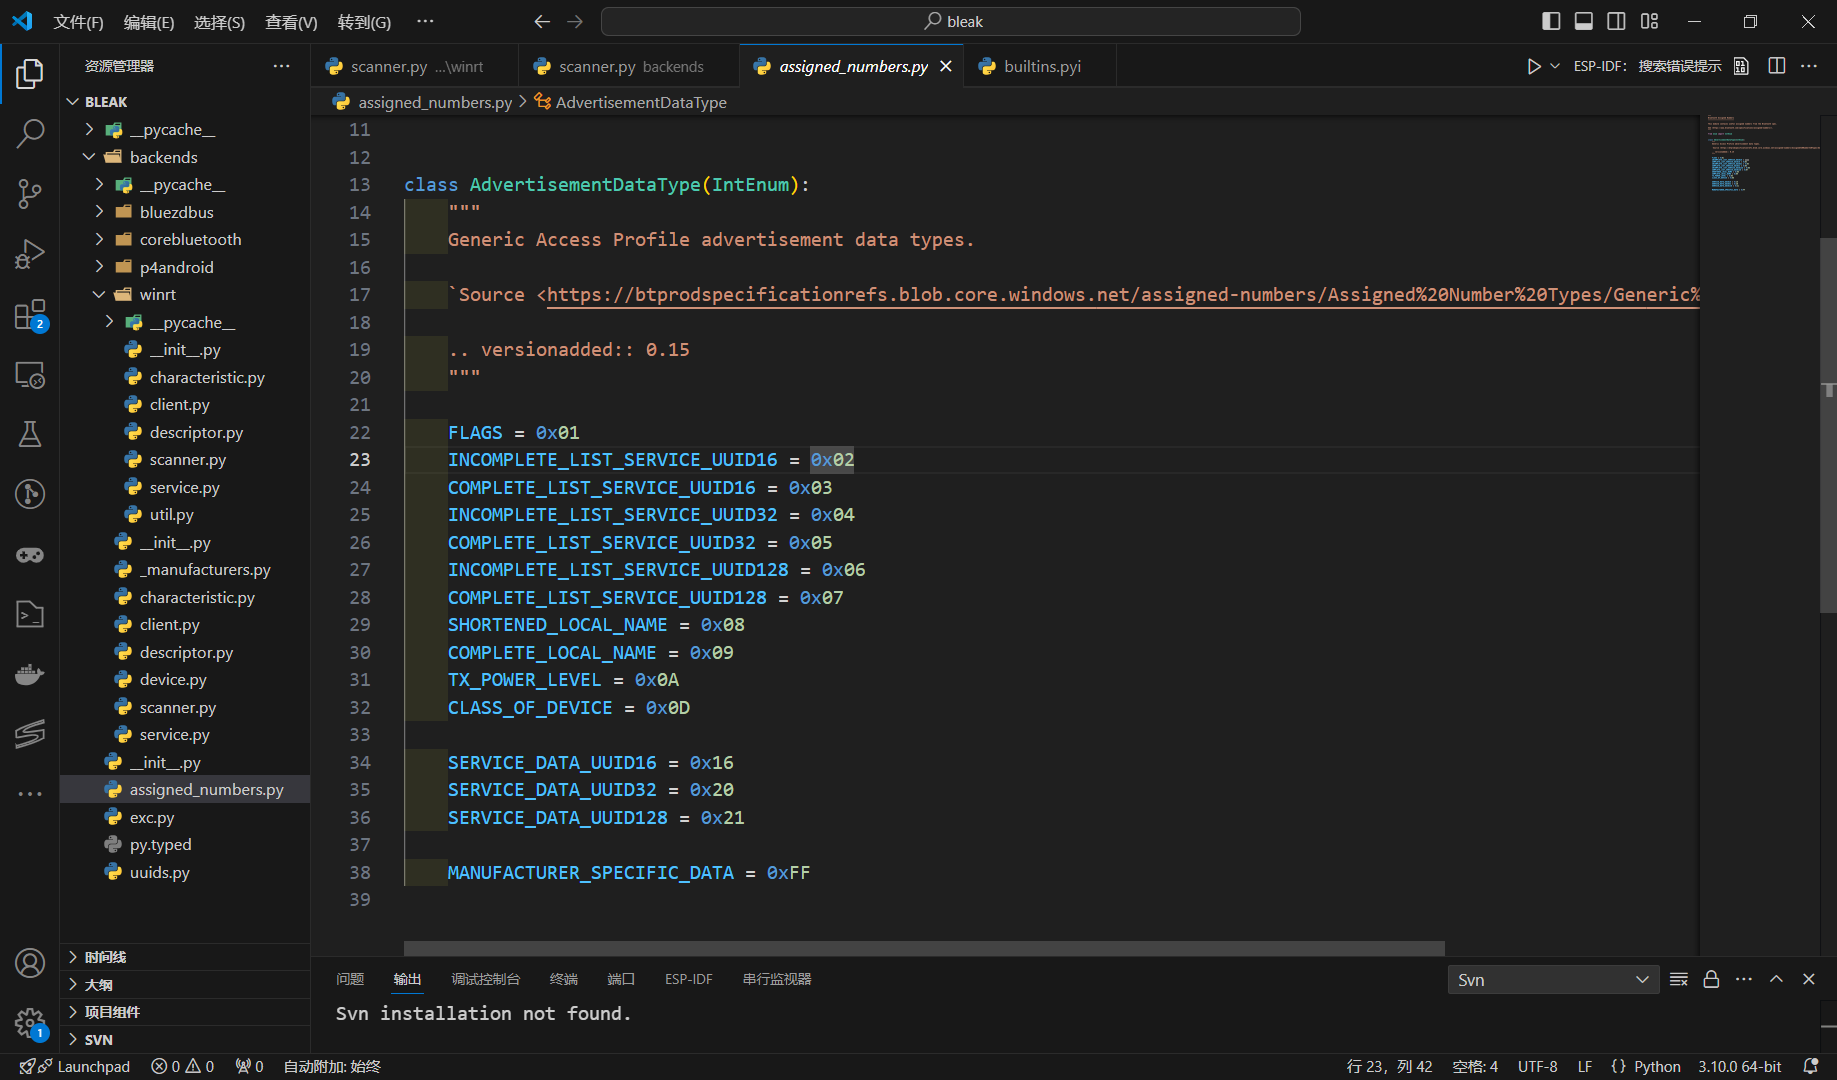 文件(F) 编辑(E) 选择(S) 查看(V) 转到(G) ··· bleak
资源管理器 ···
scanner.py ...\winrt
scanner.py backends
assigned_numbers.py
builtins.pyi
ESP-IDF: 搜索错误提示
assigned_numbers.py > AdvertisementDataType
BLEAK
__pycache__
backends
__pycache__
bluezdbus
corebluetooth
p4android
winrt
__pycache__
__init__.py
characteristic.py
client.py
descriptor.py
scanner.py
service.py
util.py
__init__.py
_manufacturers.py
characteristic.py
client.py
descriptor.py
device.py
scanner.py
service.py
__init__.py
assigned_numbers.py
exc.py
py.typed
uuids.py
时间线
大纲
项目组件
SVN
2
1
11
12
13 class AdvertisementDataType(IntEnum):
14 """
15 Generic Access Profile advertisement data types.
16
17 `Source <https://btprodspecificationrefs.blob.core.windows.net/assigned-numbers/Assigned%20Number%20Types/Generic%
18
19 .. versionadded:: 0.15
20 """
21
22 FLAGS = 0x01
23 INCOMPLETE_LIST_SERVICE_UUID16 = 0x02
24 COMPLETE_LIST_SERVICE_UUID16 = 0x03
25 INCOMPLETE_LIST_SERVICE_UUID32 = 0x04
26 COMPLETE_LIST_SERVICE_UUID32 = 0x05
27 INCOMPLETE_LIST_SERVICE_UUID128 = 0x06
28 COMPLETE_LIST_SERVICE_UUID128 = 0x07
29 SHORTENED_LOCAL_NAME = 0x08
30 COMPLETE_LOCAL_NAME = 0x09
31 TX_POWER_LEVEL = 0x0A
32 CLASS_OF_DEVICE = 0x0D
33
34 SERVICE_DATA_UUID16 = 0x16
35 SERVICE_DATA_UUID32 = 0x20
36 SERVICE_DATA_UUID128 = 0x21
37
38 MANUFACTURER_SPECIFIC_DATA = 0xFF
39
问题 输出 调试控制台 终端 端口 ESP-IDF 串行监视器 Svn
Svn installation not found.
Launchpad 0 0 0 自动附加: 始终 行 23，列 42 空格: 4 UTF-8 LF {} Python 3.10.0 64-bit